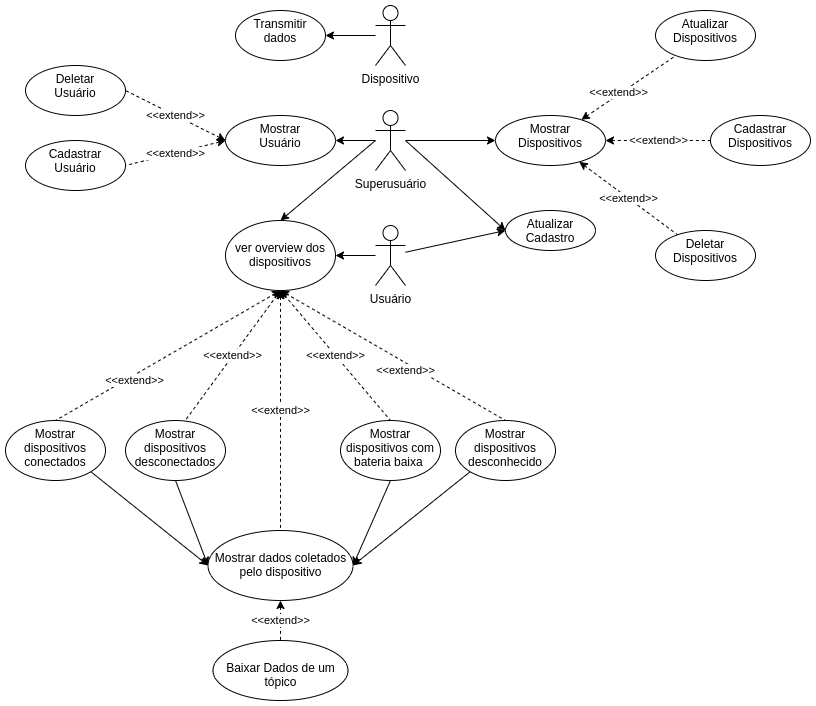 Transmitir
dados
Dispositivo
Atualizar
Dispositivos
Deletar
Usuário
<<extend>>
<<extend>>
Mostrar
Usuário
Superusuário
Mostrar
Dispositivos
<<extend>>
Cadastrar
Dispositivos
Cadastrar
Usuário
<<extend>>
<<extend>>
Atualizar
Cadastro
Deletar
Dispositivos
ver overview dos
dispositivos
Usuário
<<extend>>
<<extend>>
<<extend>>
<<extend>>
<<extend>>
Mostrar
dispositivos
conectados
Mostrar
dispositivos
desconectados
Mostrar
dispositivos com
bateria baixa
Mostrar
dispositivos
desconhecido
Mostrar dados coletados
pelo dispositivo
<<extend>>
Baixar Dados de um
tópico